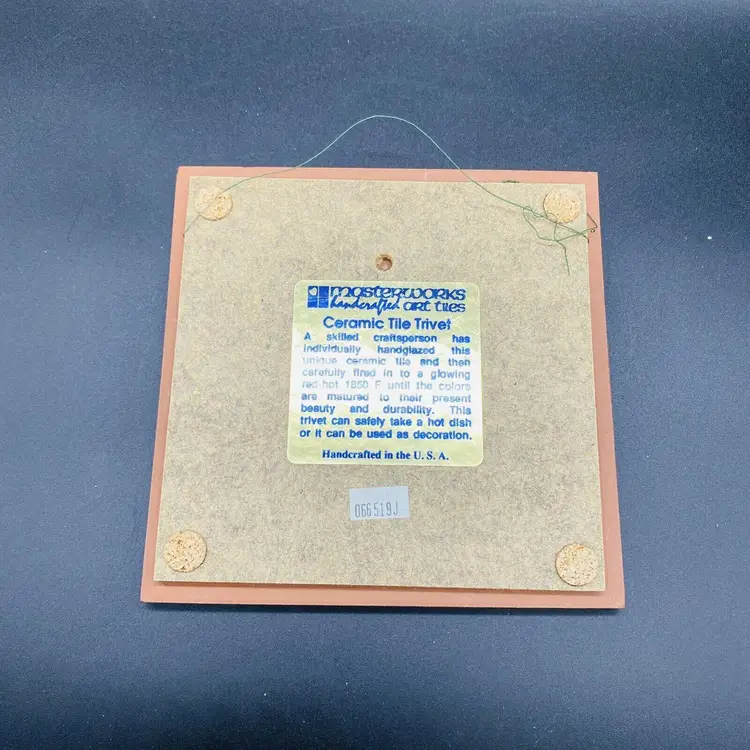 masterworks
handcrafted art tiles
Ceramic Tile Trivet
A skilled craftsperson has
individually handglazed this
unique ceramic tile and then
carefully fired in to a glowing
red-hot 1850 F until the colors
are matured to their present
beauty and durability. This
trivet can safely take a hot dish
or it can be used as decoration.
Handcrafted in the U. S. A.
066519J